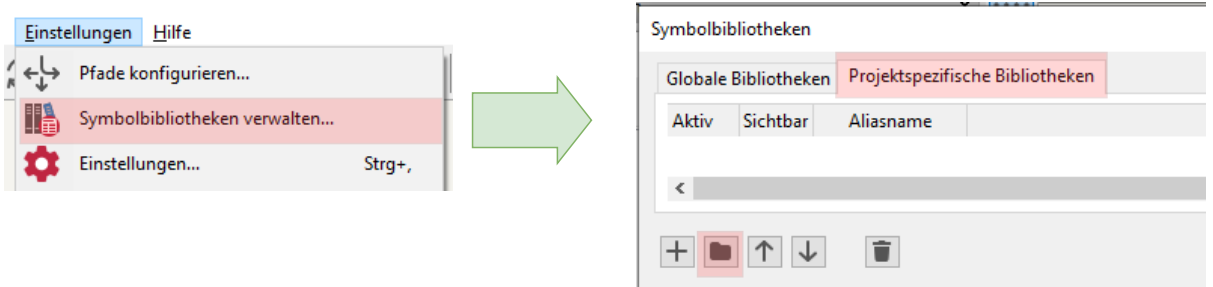 Einstellungen Hilfe
Pfade konfigurieren...
Symbolbibliotheken verwalten...
Einstellungen... Strg+,
Symbolbibliotheken
Globale Bibliotheken Projektspezifische Bibliotheken
Aktiv Sichtbar Aliasname